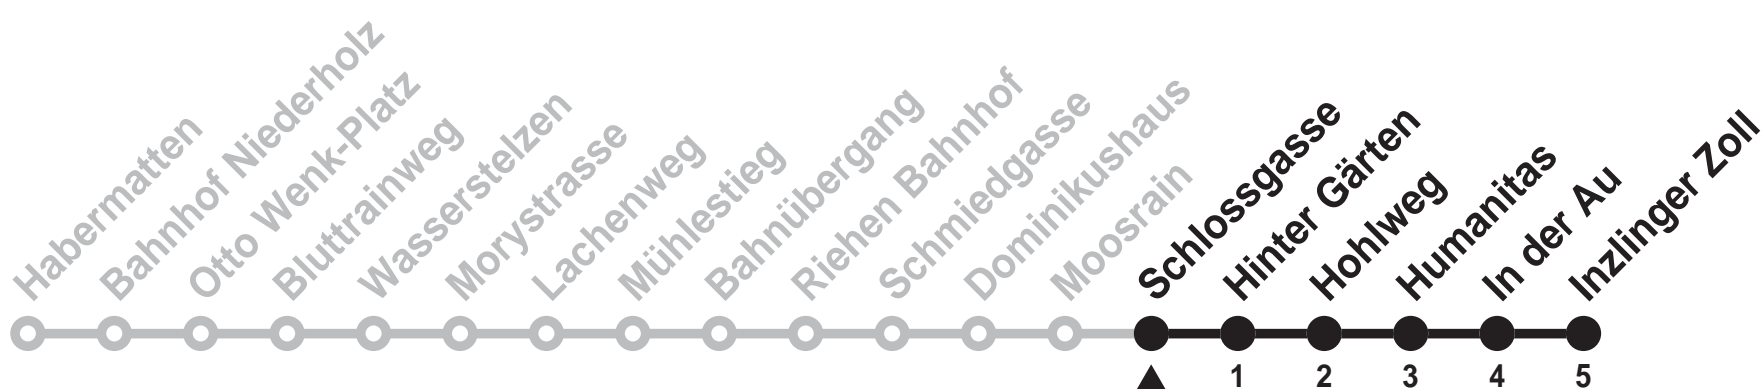 Habermatten
Bahnhof Niederholz
Otto Wenk-Platz
Bluttrainweg
Wasserstelzen
Morystrasse
Lachenweg
Mühlestieg
Bahnübergang
Riehen Bahnhof
Schmiedgasse
Dominikushaus
Moosrain
Schlossgasse
Hinter Gärten
Hohlweg
Humanitas
In der Au
Inzlinger Zoll
1 2 3 4 5